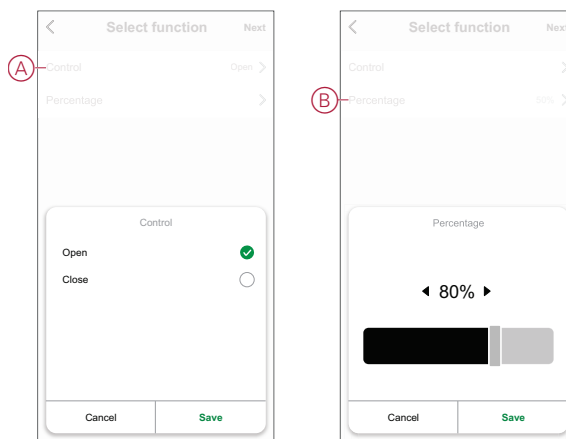 Select function Next
A Control Open
Percentage
Control
Open
Close
Cancel Save
Select function Next
Control
B Percentage 50%
Percentage
80%
Cancel Save